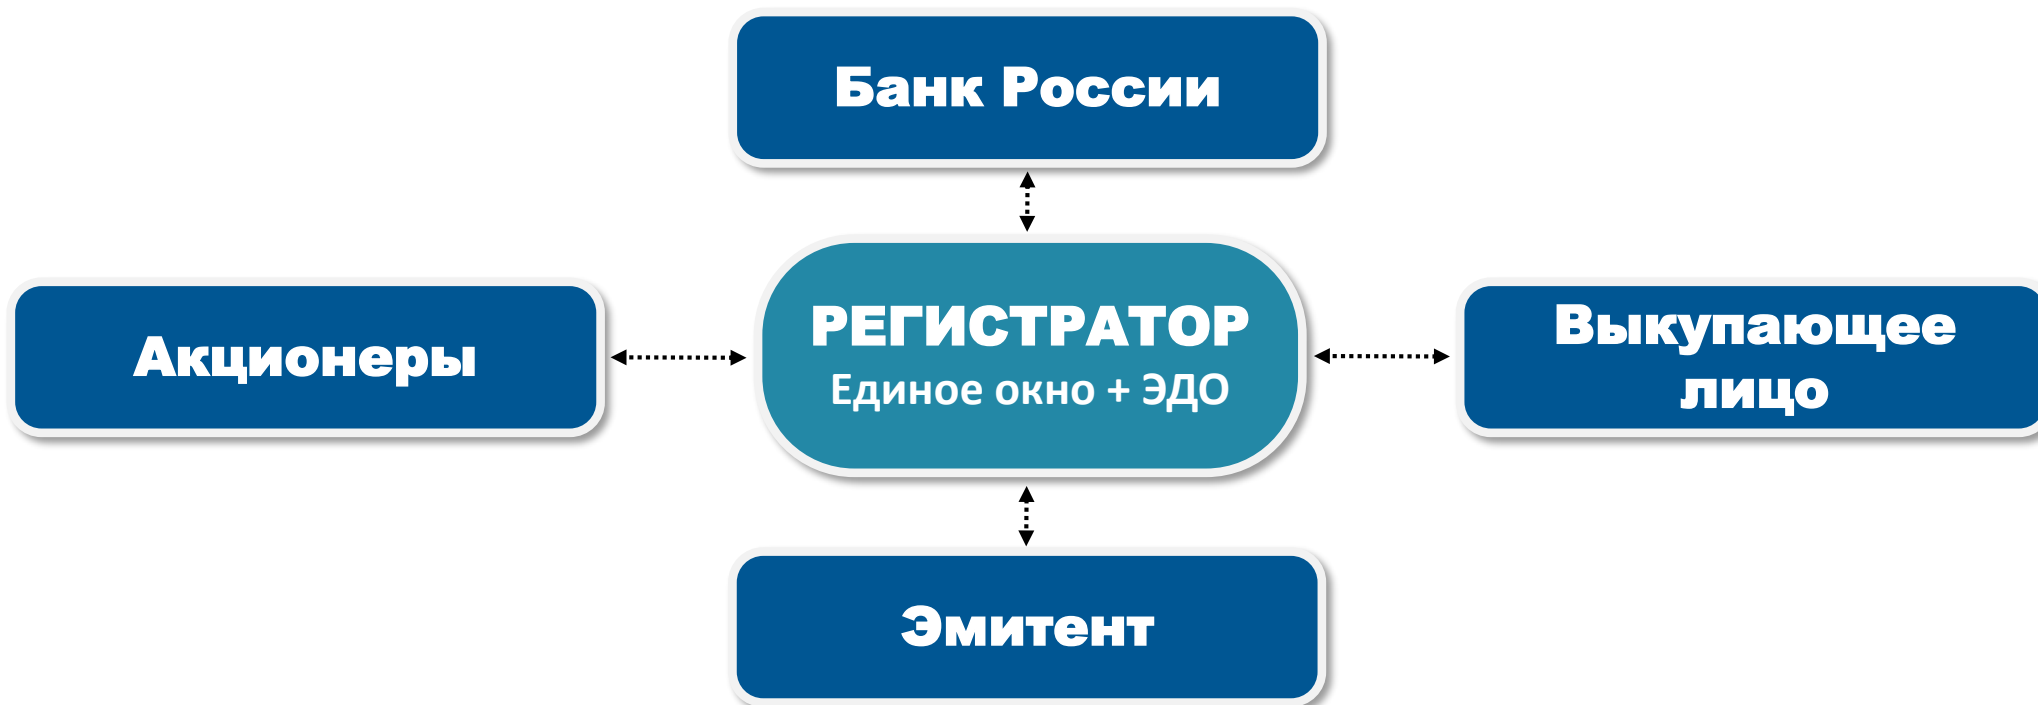 Банк России
Акционеры
РЕГИСТРАТОР
Единое окно + ЭДО
Выкупающее
лицо
Эмитент